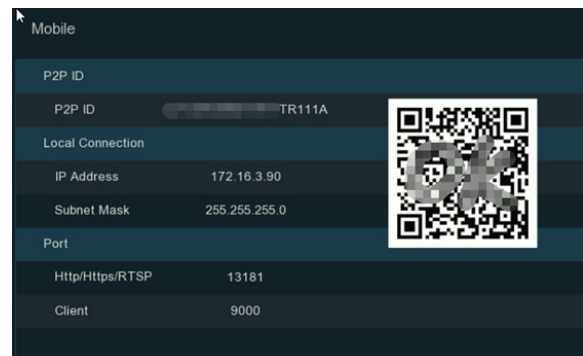 Mobile
P2P ID
P2P ID TR111A
Local Connection
IP Address 172.16.3.90
Subnet Mask 255.255.255.0
Port
Http/Https/RTSP 13181
Client 9000